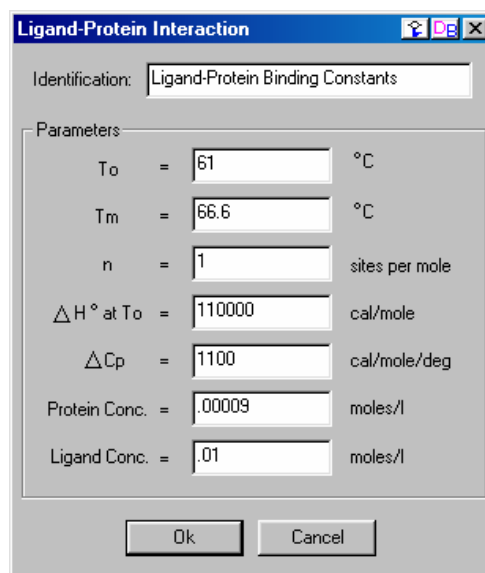 Ligand-Protein Interaction DB
Identification: Ligand-Protein Binding Constants
Parameters
To = 61 °C
Tm = 66.6 °C
n = 1 sites per mole
△H° at To = 110000 cal/mole
△Cp = 1100 cal/mole/deg
Protein Conc. = .00009 moles/l
Ligand Conc. = .01 moles/l
Ok Cancel